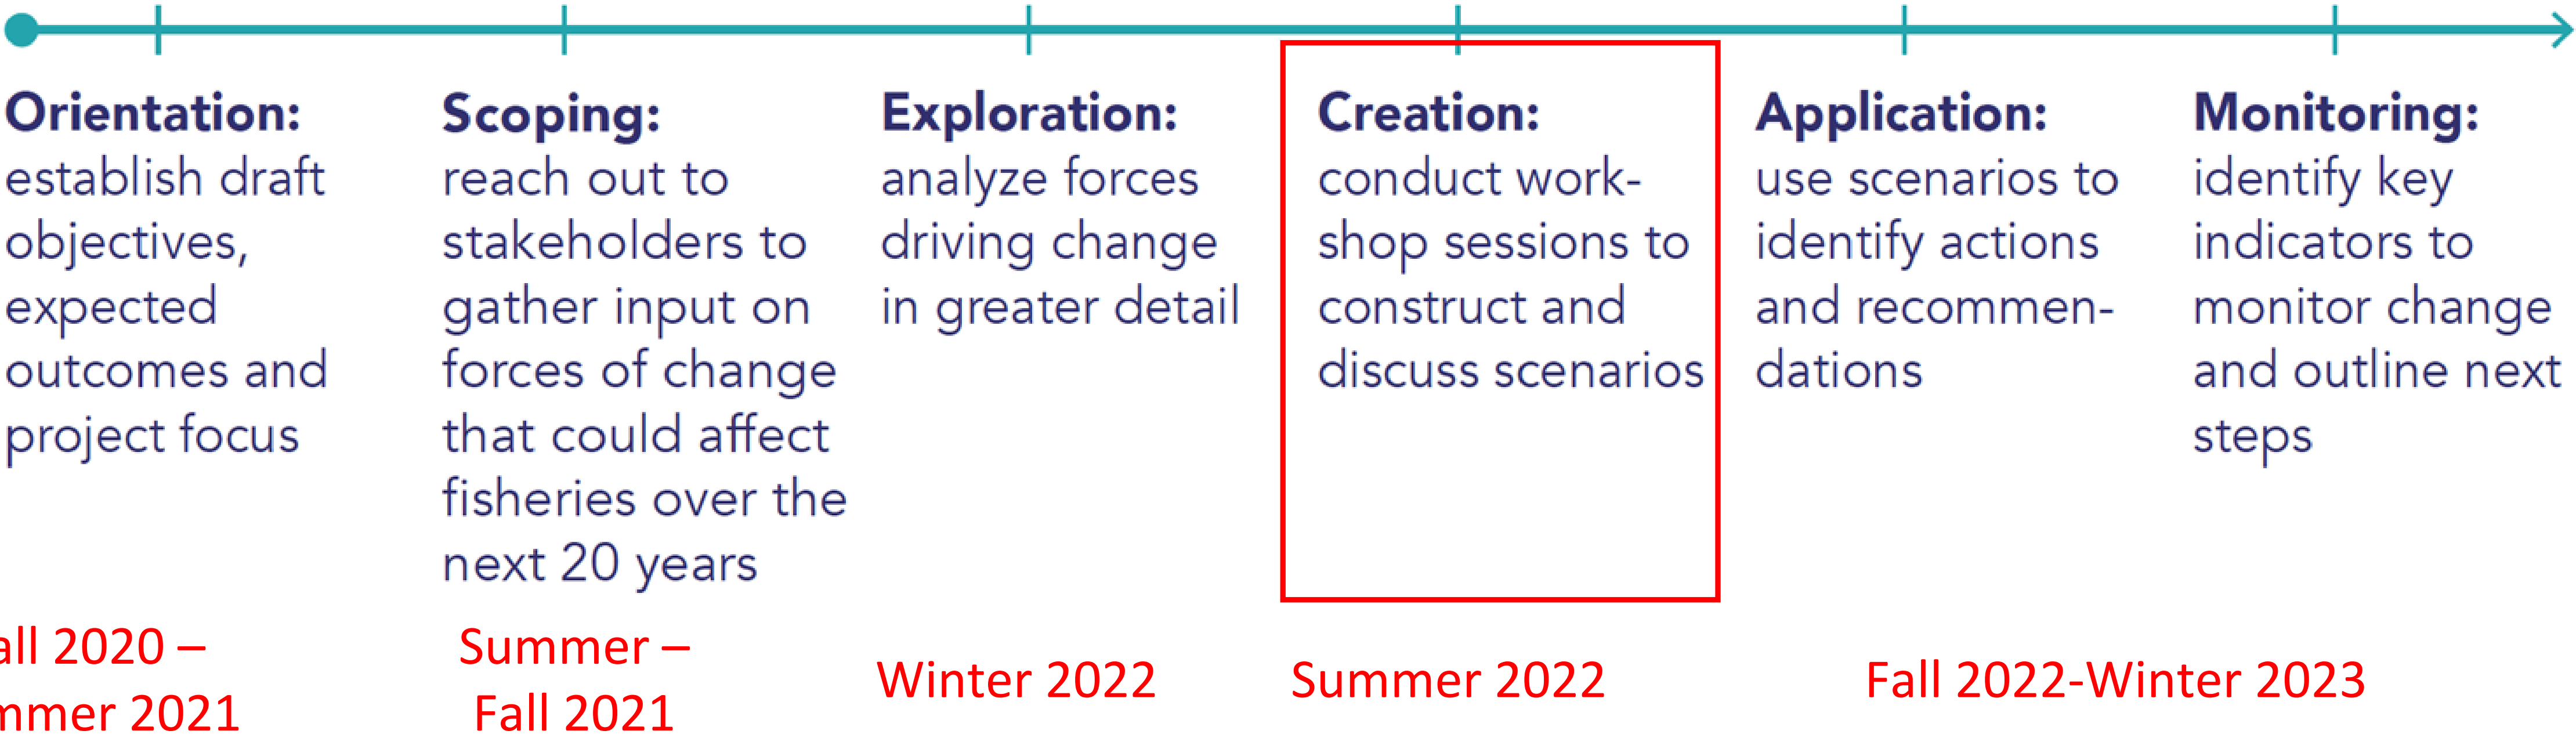 Orientation:
establish draft
objectives,
expected
outcomes and
project focus
Scoping:
reach out to
stakeholders to
gather input on
forces of change
that could affect
fisheries over the
next 20 years
Exploration:
analyze forces
driving change
in greater detail
Creation:
conduct work-
shop sessions to
construct and
discuss scenarios
Application:
use scenarios to
identify actions
and recommen-
dations
Monitoring:
identify key
indicators to
monitor change
and outline next
steps
all 2020 –
mmer 2021
Summer –
Fall 2021
Winter 2022
Summer 2022
Fall 2022-Winter 2023